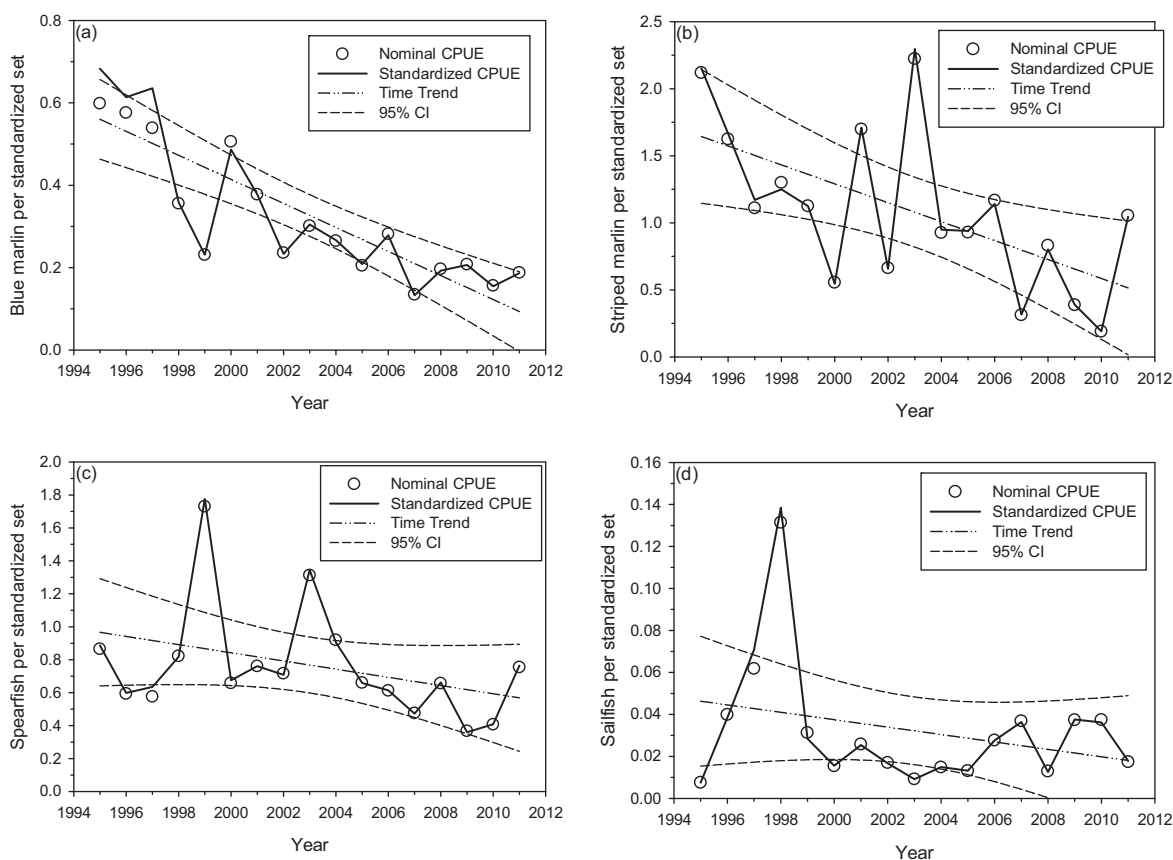 (a)
0.8
0.6
0.4
0.2
0.0
Blue marlin per standardized set
Nominal CPUE
Standardized CPUE
Time Trend
95% CI
1994 1996 1998 2000 2002 2004 2006 2008 2010 2012
Year
(b)
2.5
2.0
1.5
1.0
0.5
0.0
Striped marlin per standardized set
Nominal CPUE
Standardized CPUE
Time Trend
95% CI
1994 1996 1998 2000 2002 2004 2006 2008 2010 2012
Year
(c)
2.0
1.8
1.6
1.4
1.2
1.0
0.8
0.6
0.4
0.2
0.0
Spearfish per standardized set
Nominal CPUE
Standardized CPUE
Time Trend
95% CI
1994 1996 1998 2000 2002 2004 2006 2008 2010 2012
Year
(d)
0.16
0.14
0.12
0.10
0.08
0.06
0.04
0.02
0.00
Sailfish per standardized set
Nominal CPUE
Standardized CPUE
Time Trend
95% CI
1994 1996 1998 2000 2002 2004 2006 2008 2010 2012
Year